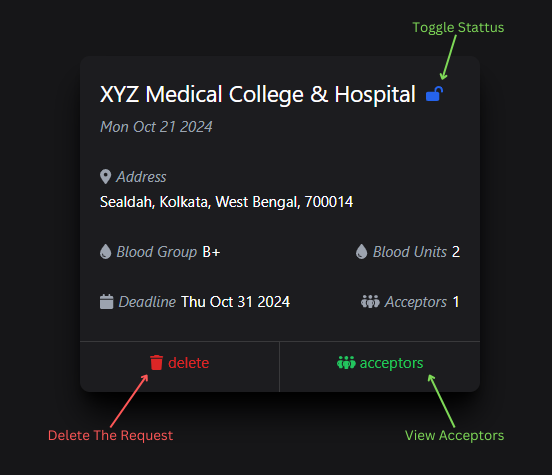 Toggle Stattus
XYZ Medical College & Hospital
Mon Oct 21 2024
Address
Sealdah, Kolkata, West Bengal, 700014
Blood Group B+ Blood Units 2
Deadline Thu Oct 31 2024 Acceptors 1
delete acceptors
Delete The Request View Acceptors